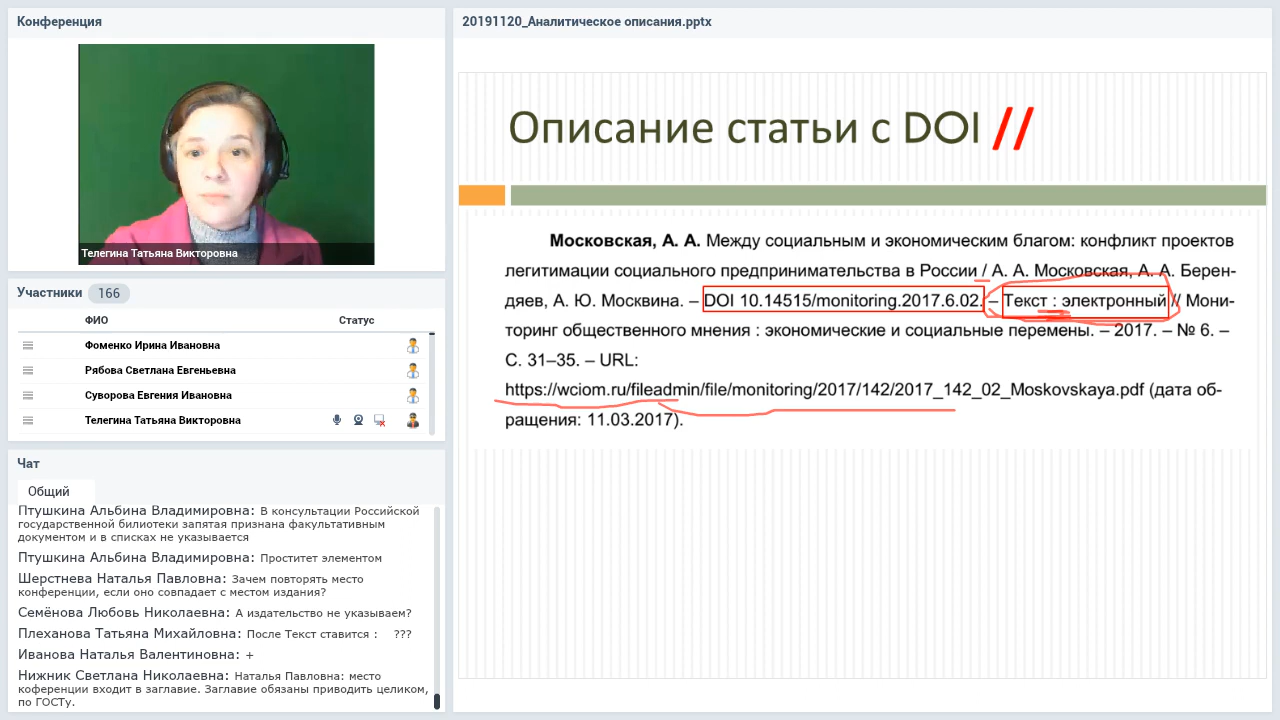 Конференция
Телегина Татьяна Викторовна
Участники 166
ФИО Статус
Фоменко Ирина Ивановна
Рябова Светлана Евгеньевна
Суворова Евгения Ивановна
Телегина Татьяна Викторовна
Чат
Общий
Птушкина Альбина Владимировна: В консультации Российской
государственной билиотеки запятая признана факультативным
документом и в списках не указывается
Птушкина Альбина Владимировна: Проститет элементом
Шерстнева Наталья Павловна: Зачем повторять место
конференции, если оно совпадает с местом издания?
Семёнова Любовь Николаевна: А издательство не указываем?
Плеханова Татьяна Михайловна: После Текст ставится : ???
Иванова Наталья Валентиновна: +
Нижник Светлана Николаевна: Наталья Павловна: место
коференции входит в заглавие. Заглавие обязаны приводить целиком,
по ГОСТу.
20191120_Аналитическое описания.pptx
Описание статьи с DOI //
Московская, А. А. Между социальным и экономическим благом: конфликт проектов
легитимации социального предпринимательства в России / А. А. Московская, А. А. Берен-
дяев, А. Ю. Москвина. – DOI 10.14515/monitoring.2017.6.02. – Текст : электронный // Мони-
торинг общественного мнения : экономические и социальные перемены. – 2017. – № 6. –
С. 31–35. – URL:
https://wciom.ru/fileadmin/file/monitoring/2017/142/2017_142_02_Moskovskaya.pdf (дата об-
ращения: 11.03.2017).